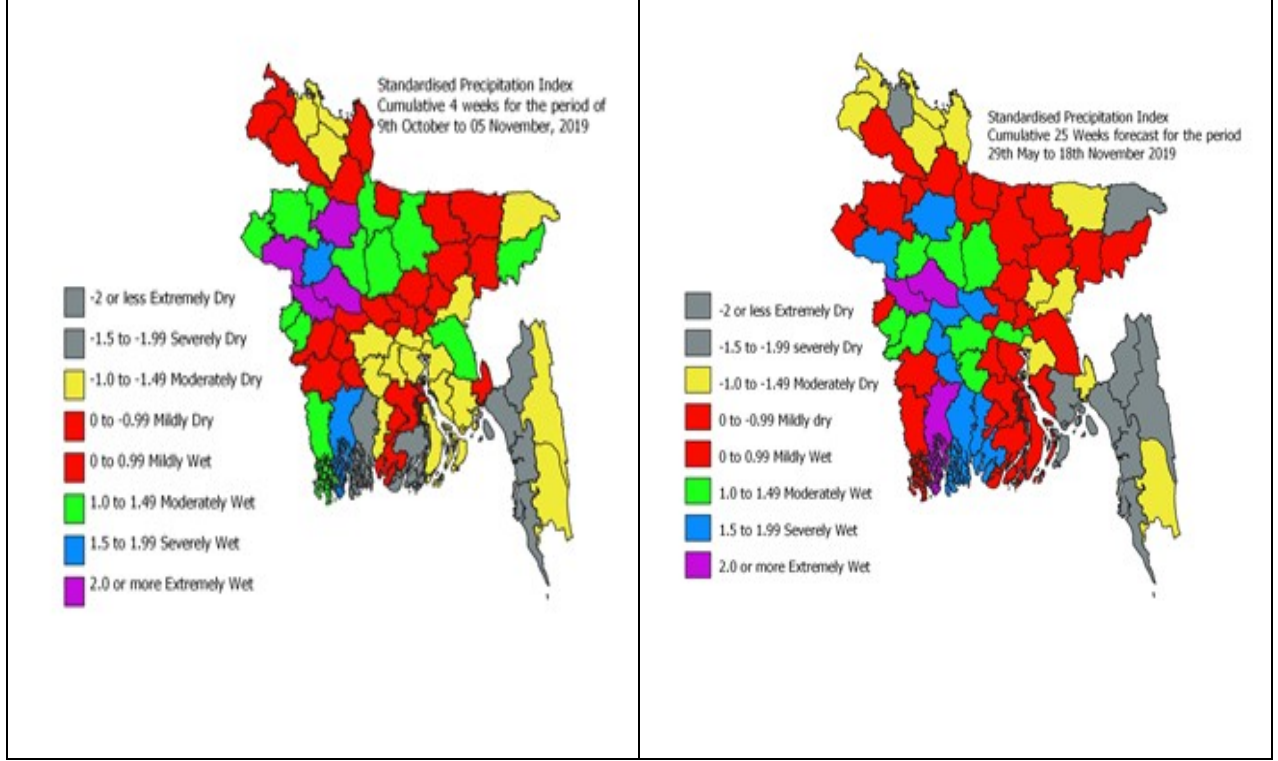 Standardised Precipitation Index
Cumulative 4 weeks for the period of
9th October to 05 November, 2019
-2 or less Extremely Dry
-1.5 to -1.99 Severely Dry
-1.0 to -1.49 Moderately Dry
0 to -0.99 Mildly Dry
0 to 0.99 Mildly Wet
1.0 to 1.49 Moderately Wet
1.5 to 1.99 Severely Wet
2.0 or more Extremely Wet
Standardised Precipitation Index
Cumulative 25 Weeks forecast for the period
29th May to 18th November 2019
-2 or less Extremely Dry
-1.5 to -1.99 severely Dry
-1.0 to -1.49 Moderately Dry
0 to -0.99 Mildly dry
0 to 0.99 Mildly Wet
1.0 to 1.49 Moderately Wet
1.5 to 1.99 Severely Wet
2.0 or more Extremely Wet